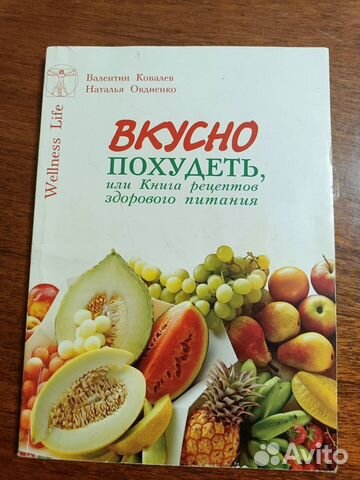 Валентин Ковалев
Наталья Овдиенко
Wellness Life
ВКУСНО
ПОХУДЕТЬ,
или Книга рецептов
здорового питания
Avito